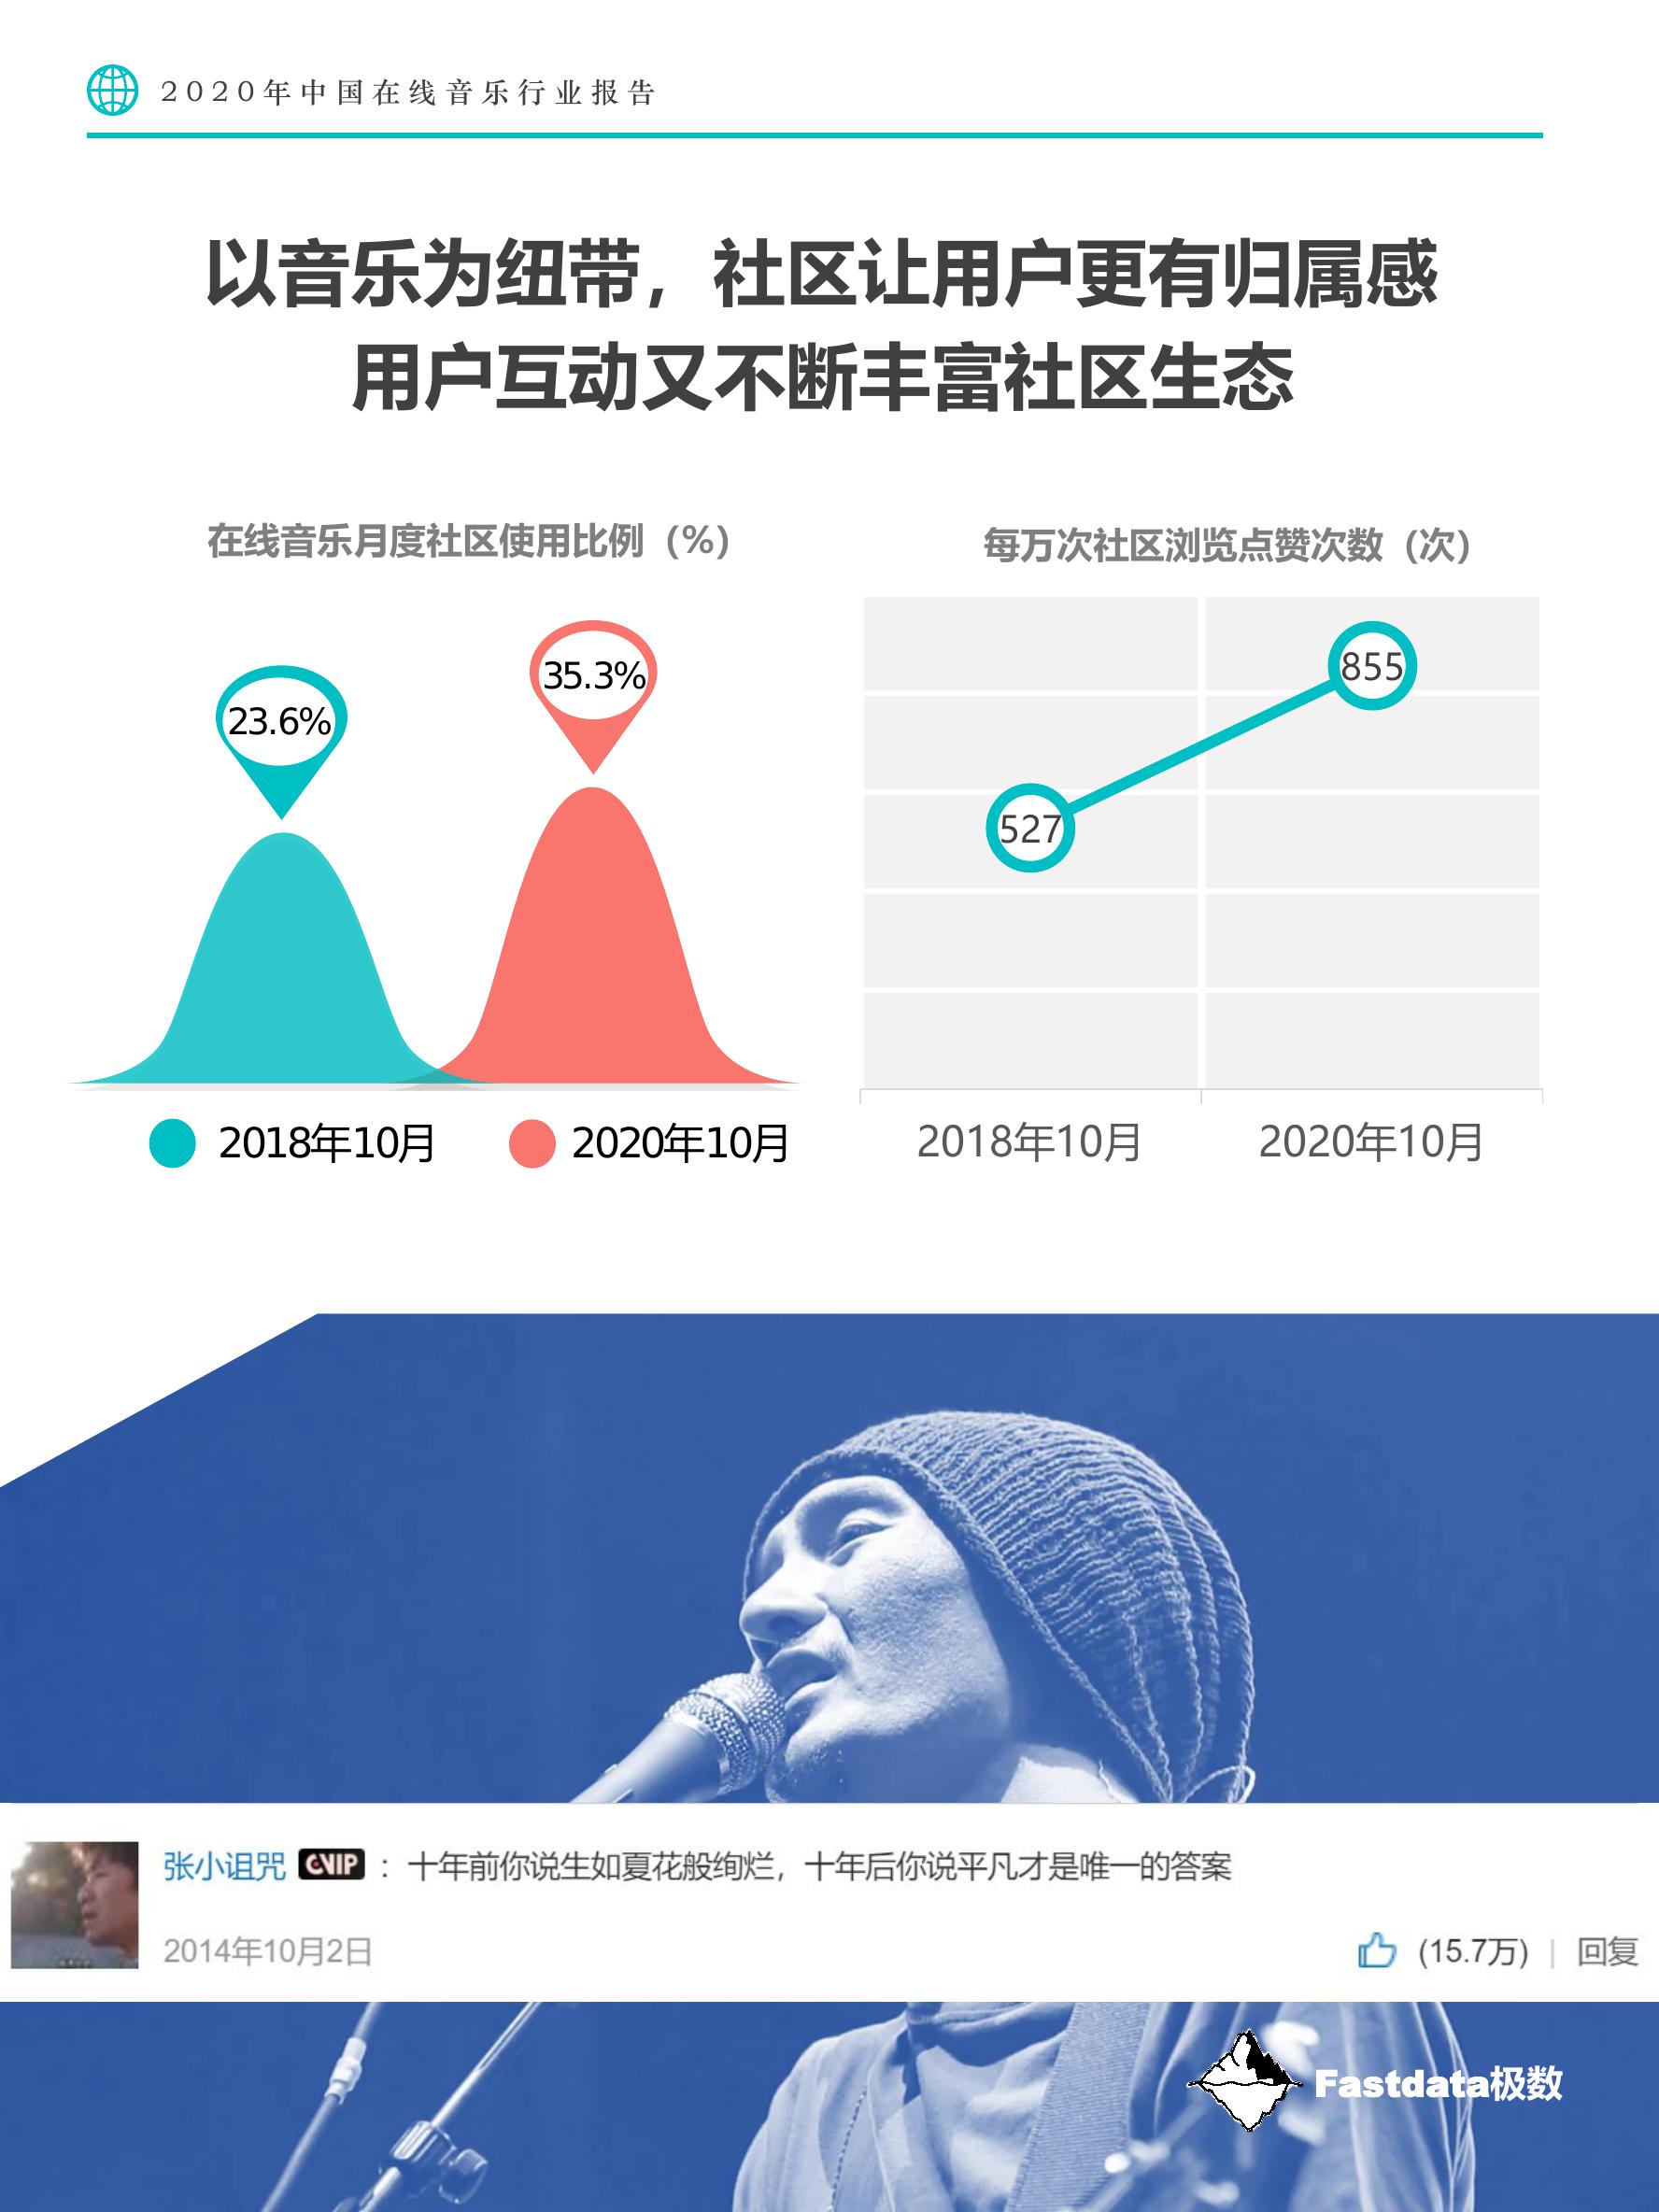 2020年中国在线音乐行业报告
以音乐为纽带，社区让用户更有归属感
用户互动又不断丰富社区生态
在线音乐月度社区使用比例（%）
23.6%
35.3%
2018年10月
2020年10月
每万次社区浏览点赞次数（次）
855
527
2018年10月
2020年10月
张小诅咒 CVIP ：十年前你说生如夏花般绚烂，十年后你说平凡才是唯一的答案
2014年10月2日
(15.7万) | 回复
Fastdata极数